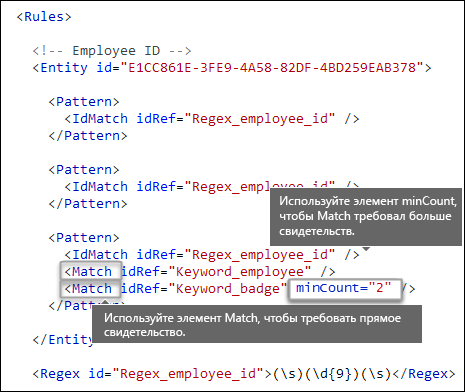 <Rules>
<!-- Employee ID -->
<Entity id="E1CC861E-3FE9-4A58-82DF-4BD259EAB378">
<Pattern>
<IdMatch idRef="Regex_employee_id" />
</Pattern>
<Pattern>
<IdMatch idRef="Regex_employee_id" />
</Pattern>
Используйте элемент minCount,
чтобы Match требовал больше
свидетельств.
<Pattern>
<IdMatch idRef="Regex_employee_id" />
<Match idRef="Keyword_employee" />
<Match idRef="Keyword_badge" minCount="2" />
</Pattern>
Используйте элемент Match, чтобы требовать прямое
свидетельство.
</Entity
<Regex id="Regex_employee_id">(\s)(\d{9})(\s)</Regex>